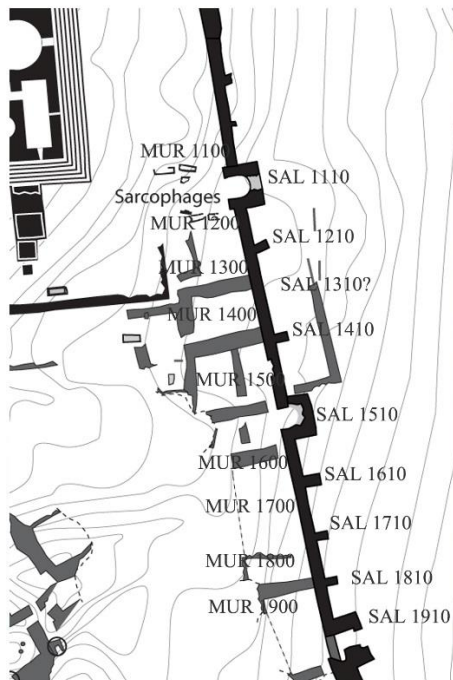 MUR 1100
SAL 1110
Sarcophages
MUR 1200
SAL 1210
MUR 1300
SAL 1310?
MUR 1400
SAL 1410
MUR 1500
SAL 1510
MUR 1600
SAL 1610
MUR 1700
SAL 1710
MUR 1800
SAL 1810
MUR 1900
SAL 1910